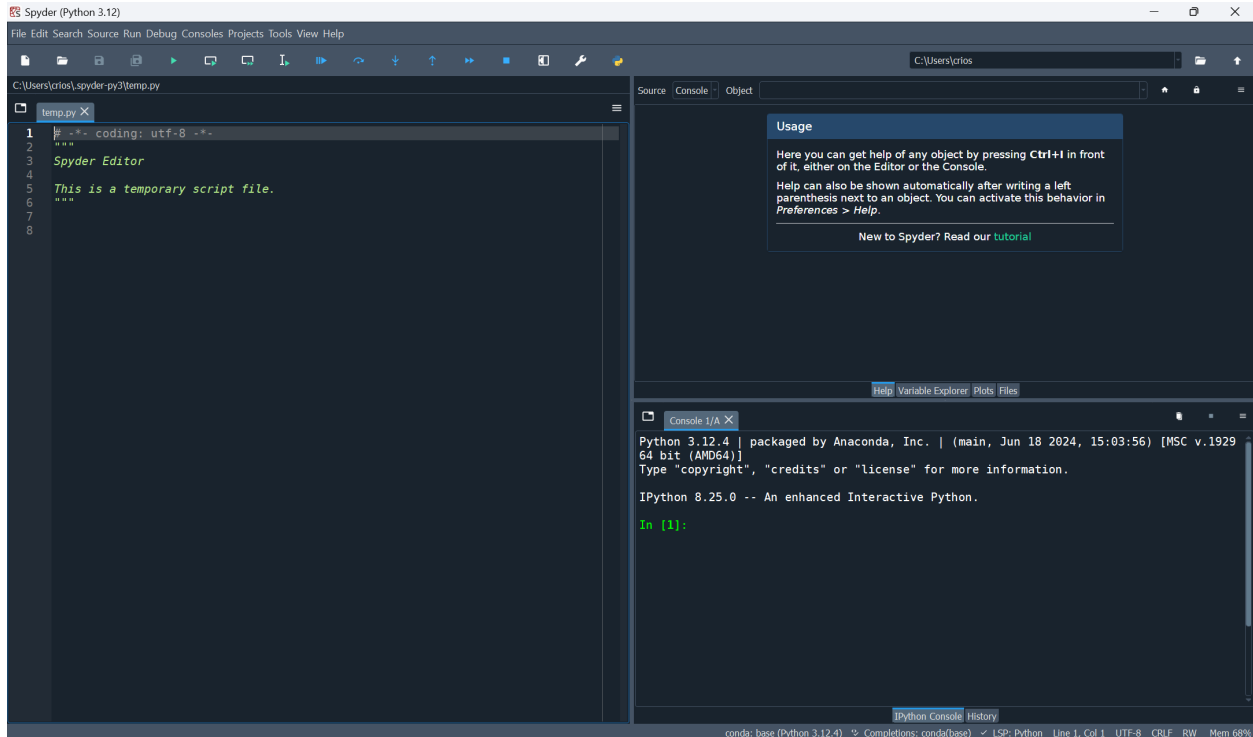 Spyder (Python 3.12)
File Edit Search Source Run Debug Consoles Projects Tools View Help
C:\Users\crios
C:\Users\crios\.spyder-py3\temp.py
temp.py
1 # -*- coding: utf-8 -*-
2 """
3 Spyder Editor
4
5 This is a temporary script file.
6 """
7
8
Source Console Object
Usage
Here you can get help of any object by pressing Ctrl+I in front
of it, either on the Editor or the Console.
Help can also be shown automatically after writing a left
parenthesis next to an object. You can activate this behavior in
Preferences > Help.
New to Spyder? Read our tutorial
Help Variable Explorer Plots Files
Console 1/A
Python 3.12.4 | packaged by Anaconda, Inc. | (main, Jun 18 2024, 15:03:56) [MSC v.1929
64 bit (AMD64)]
Type "copyright", "credits" or "license" for more information.
IPython 8.25.0 -- An enhanced Interactive Python.
In [1]:
IPython Console History
conda: base (Python 3.12.4) Completions: conda(base) LSP: Python Line 1, Col 1 UTF-8 CRLF RW Mem 68%